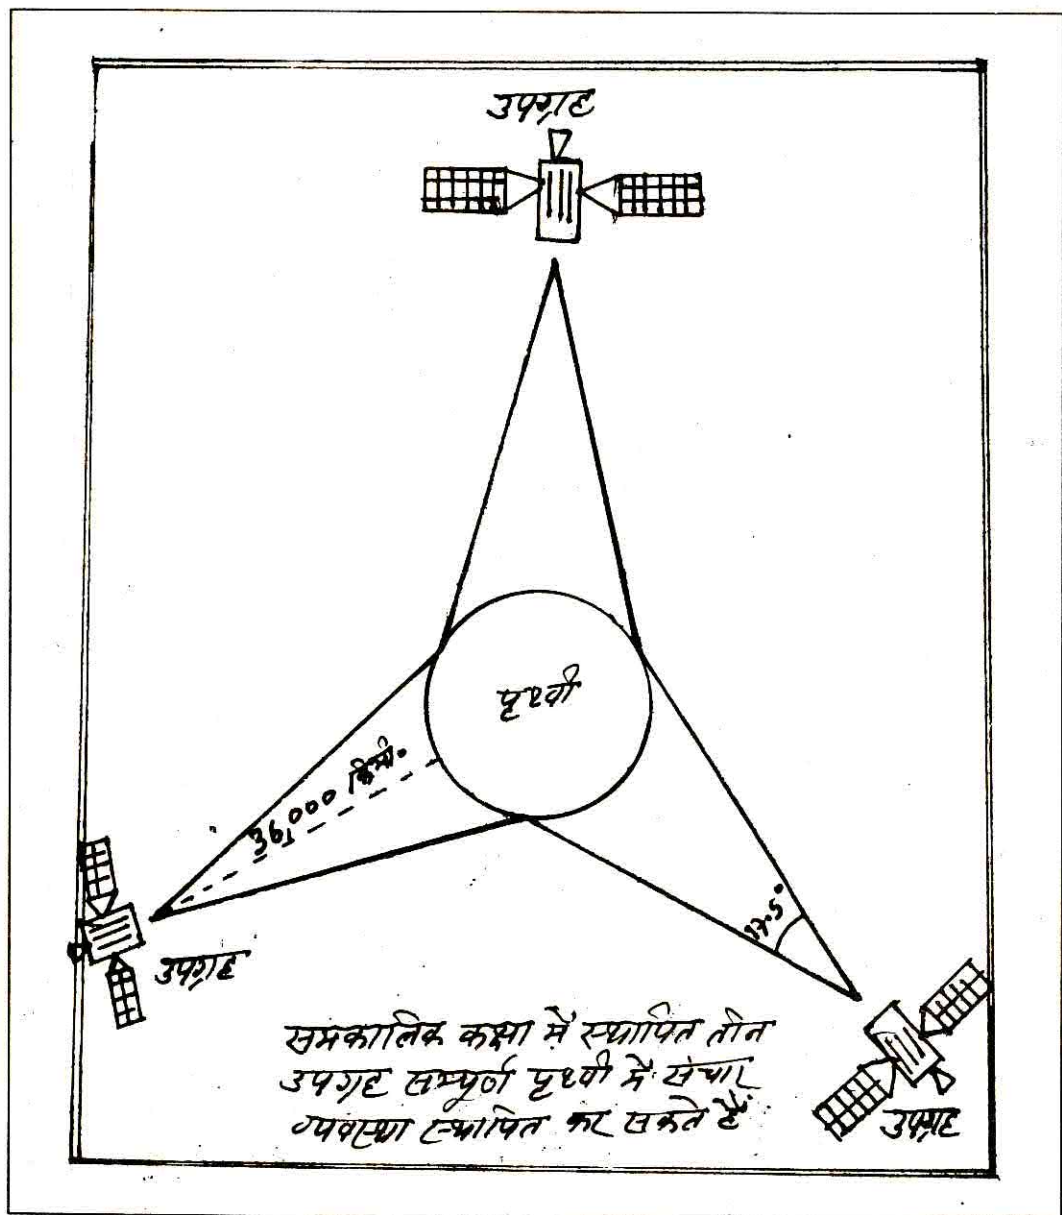 उपग्रह
पृथ्वी
36,000 किमी.
17.5°
उपग्रह
उपग्रह
समकालिक कक्षा में स्थापित तीन
उपग्रह सम्पूर्ण पृथ्वी में संचार
व्यवस्था स्थापित कर सकते हैं.